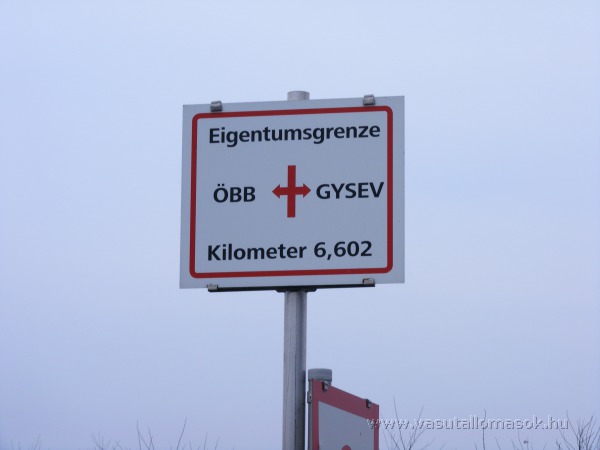 Eigentumsgrenze
ÖBB GYSEV
Kilometer 6,602
© www.vasutallomasok.hu